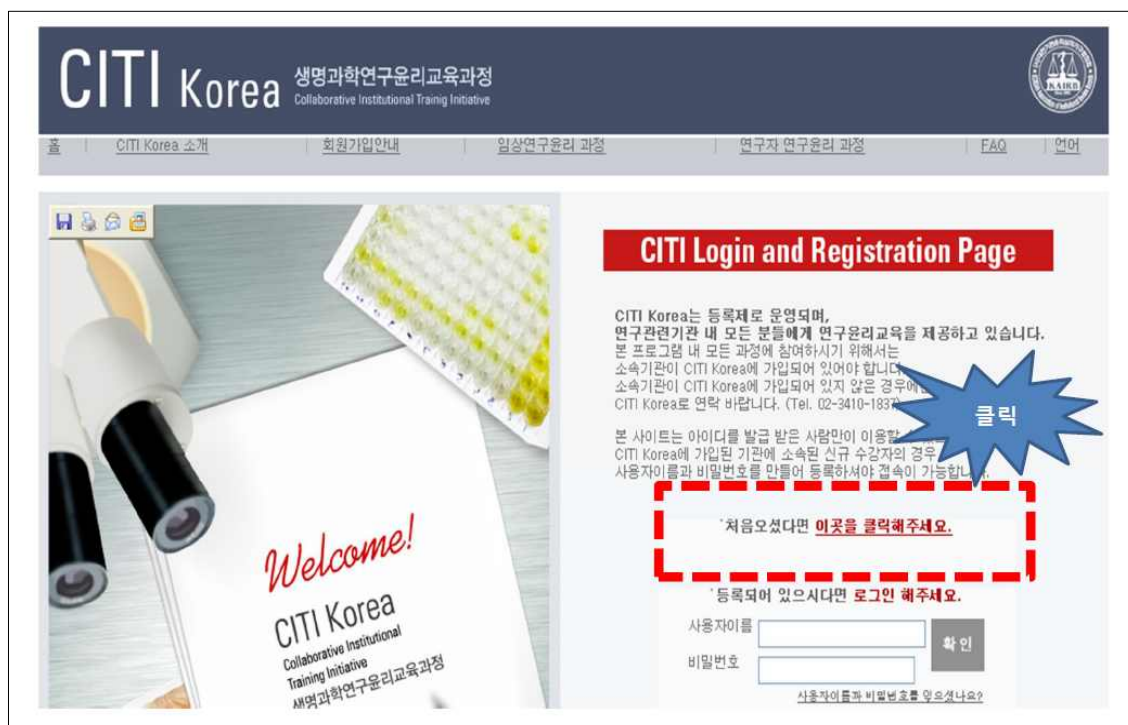 CITI Korea 생명과학연구윤리교육과정
Collaborative Institutional Trainig Initiative
KAIRB
홈 | CITI Korea 소개 | 회원가입안내 | 임상연구윤리 과정 | 연구자 연구윤리 과정 | FAQ | 언어
CITI Login and Registration Page
CITI Korea는 등록제로 운영되며,
연구관련기관 내 모든 분들에게 연구윤리교육을 제공하고 있습니다.
본 프로그램 내 모든 과정에 참여하시기 위해서는
소속기관이 CITI Korea에 가입되어 있어야 합니다
소속기관이 CITI Korea에 가입되어 있지 않은 경우에
CITI Korea로 연락 바랍니다. (Tel. 02-3410-1837)
클릭
본 사이트는 아이디를 발급 받은 사람만이 이용할
CITI Korea에 가입된 기관에 소속된 신규 수강자의 경우
사용자이름과 비밀번호를 만들어 등록하셔야 접속이 가능합니다.
*처음오셨다면 이곳을 클릭해주세요.
*등록되어 있으시다면 로그인 해주세요.
사용자이름
비밀번호
확인
사용자이름과 비밀번호를 잊으셨나요?
Welcome!
CITI Korea
Collaborative Institutional
Training Initiative
생명과학연구윤리교육과정